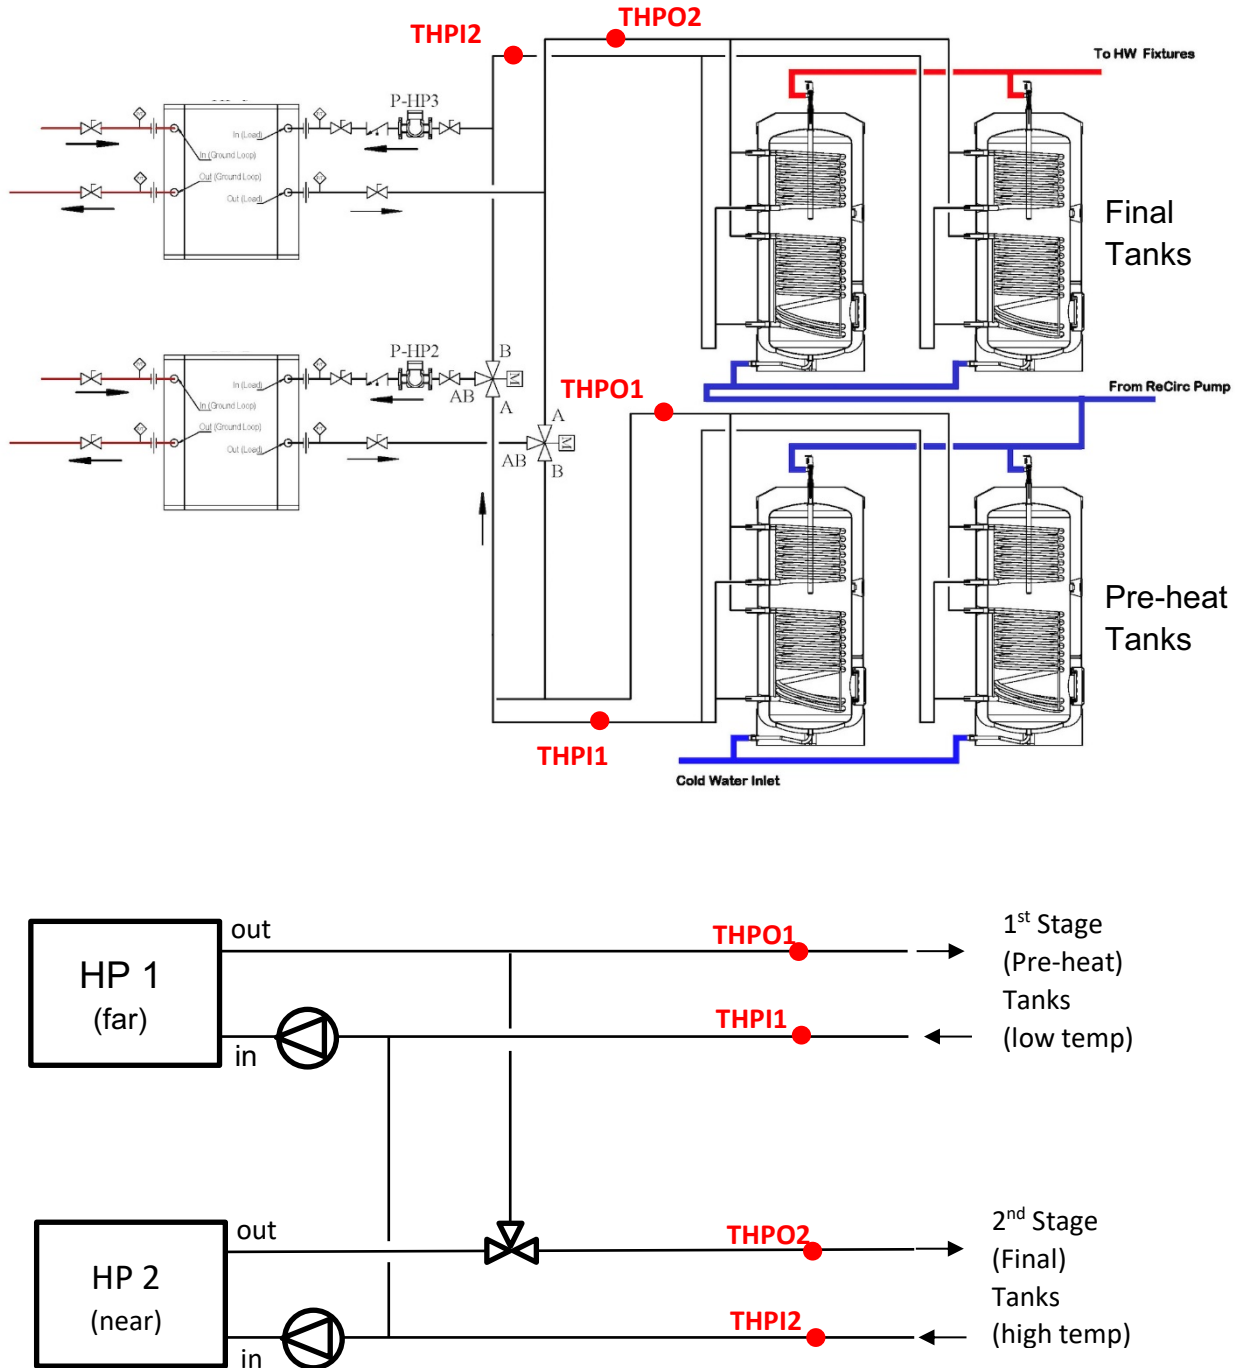 THPO2
THPI2
To HW Fixtures
P-HP3
In (Load)
In (Ground Loop)
Out (Ground Loop)
Out (Load)
Final
Tanks
P-HP2
B
M
AB
A
In (Load)
In (Ground Loop)
Out (Ground Loop)
Out (Load)
THPO1
From ReCirc Pump
A
M
AB
B
Pre-heat
Tanks
THPI1
Cold Water Inlet
HP 1
(far)
out
in
THPO1
THPI1
1st Stage
(Pre-heat)
Tanks
(low temp)
HP 2
(near)
out
in
THPO2
THPI2
2nd Stage
(Final)
Tanks
(high temp)